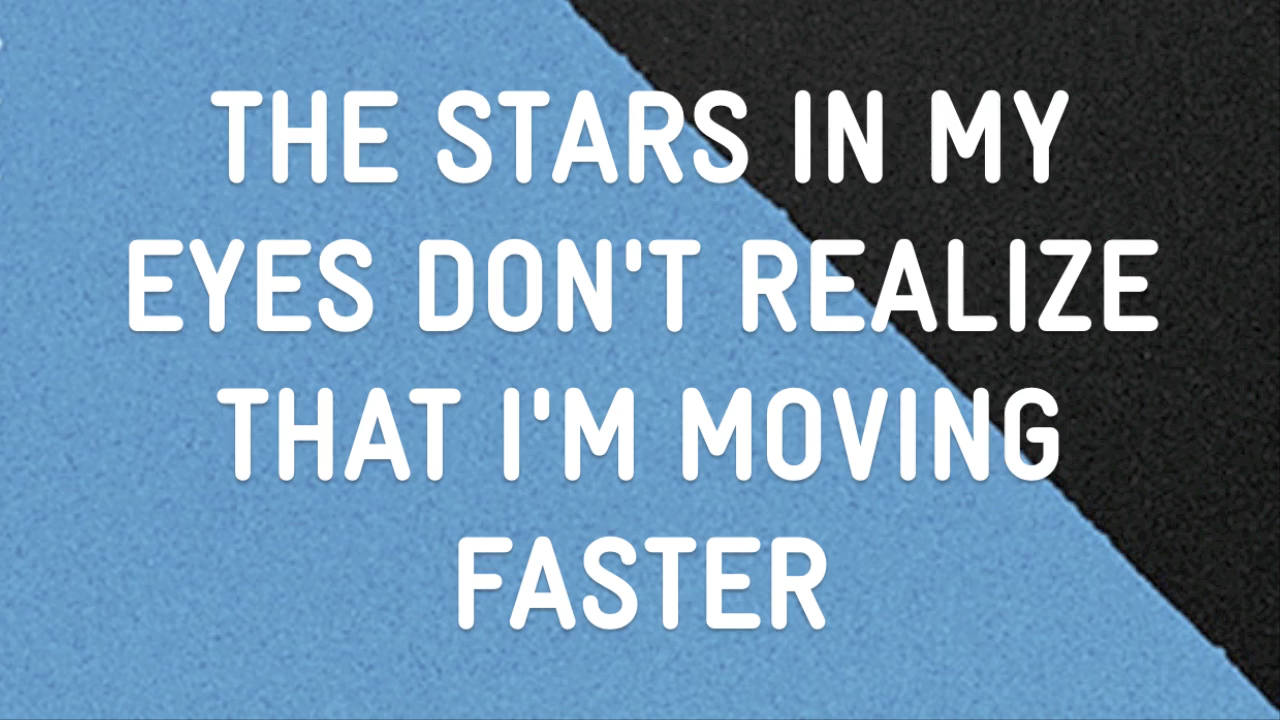 THE STARS IN MY
EYES DON'T REALIZE
THAT I'M MOVING
FASTER